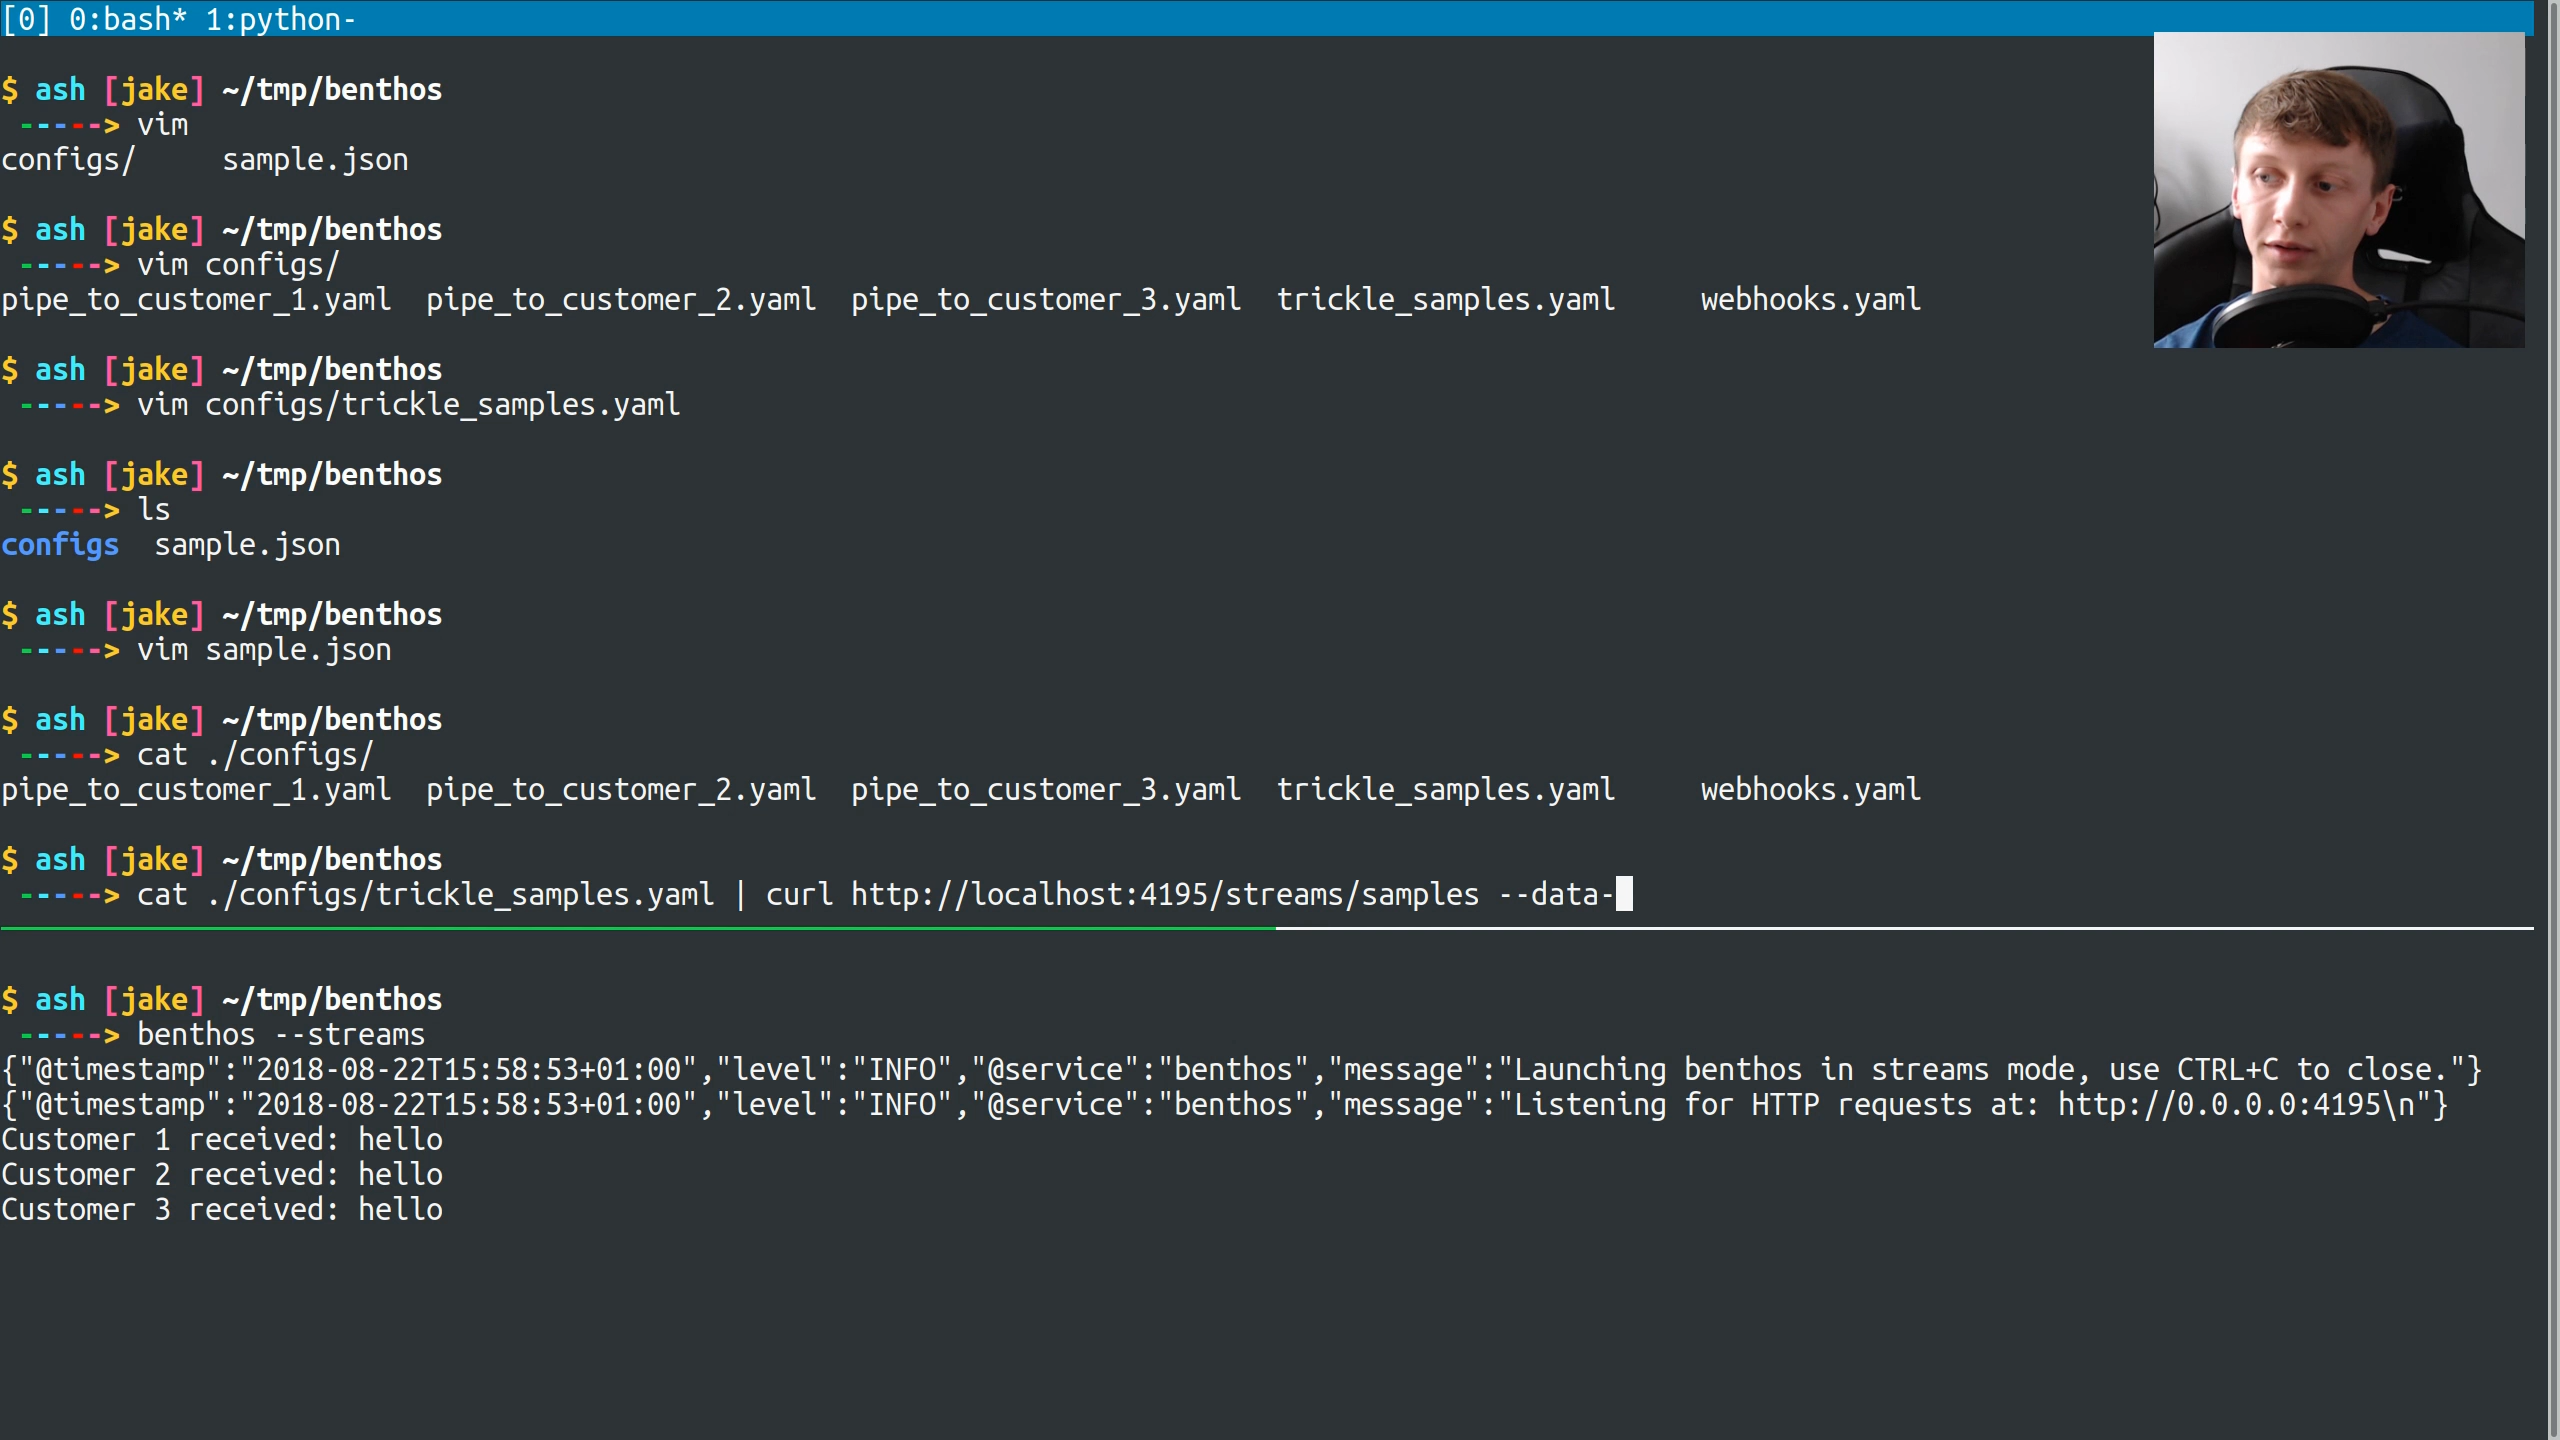 [0] 0:bash* 1:python-
$ ash [jake] ~/tmp/benthos
-----> vim
configs/     sample.json
$ ash [jake] ~/tmp/benthos
-----> vim configs/
pipe_to_customer_1.yaml  pipe_to_customer_2.yaml  pipe_to_customer_3.yaml  trickle_samples.yaml     webhooks.yaml
$ ash [jake] ~/tmp/benthos
-----> vim configs/trickle_samples.yaml
$ ash [jake] ~/tmp/benthos
-----> ls
configs  sample.json
$ ash [jake] ~/tmp/benthos
-----> vim sample.json
$ ash [jake] ~/tmp/benthos
-----> cat ./configs/
pipe_to_customer_1.yaml  pipe_to_customer_2.yaml  pipe_to_customer_3.yaml  trickle_samples.yaml     webhooks.yaml
$ ash [jake] ~/tmp/benthos
-----> cat ./configs/trickle_samples.yaml | curl http://localhost:4195/streams/samples --data-
$ ash [jake] ~/tmp/benthos
-----> benthos --streams
{"@timestamp":"2018-08-22T15:58:53+01:00","level":"INFO","@service":"benthos","message":"Launching benthos in streams mode, use CTRL+C to close."}
{"@timestamp":"2018-08-22T15:58:53+01:00","level":"INFO","@service":"benthos","message":"Listening for HTTP requests at: http://0.0.0.0:4195\n"}
Customer 1 received: hello
Customer 2 received: hello
Customer 3 received: hello